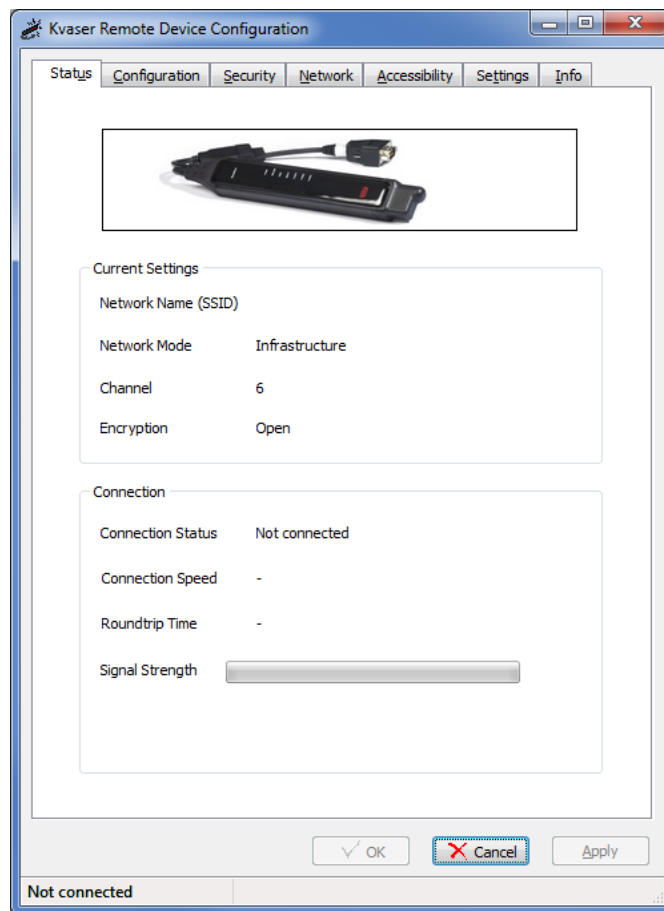 Kvaser Remote Device Configuration
Status Configuration Security Network Accessibility Settings Info
Current Settings
Network Name (SSID)
Network Mode Infrastructure
Channel 6
Encryption Open
Connection
Connection Status Not connected
Connection Speed -
Roundtrip Time -
Signal Strength
OK Cancel Apply
Not connected